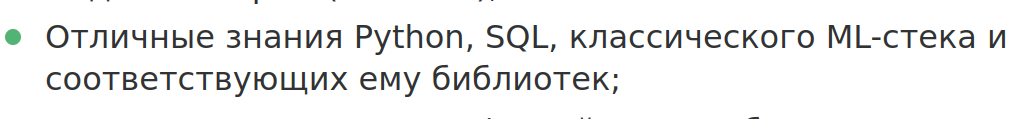 Отличные знания Python, SQL, классического ML-стека и
соответствующих ему библиотек;